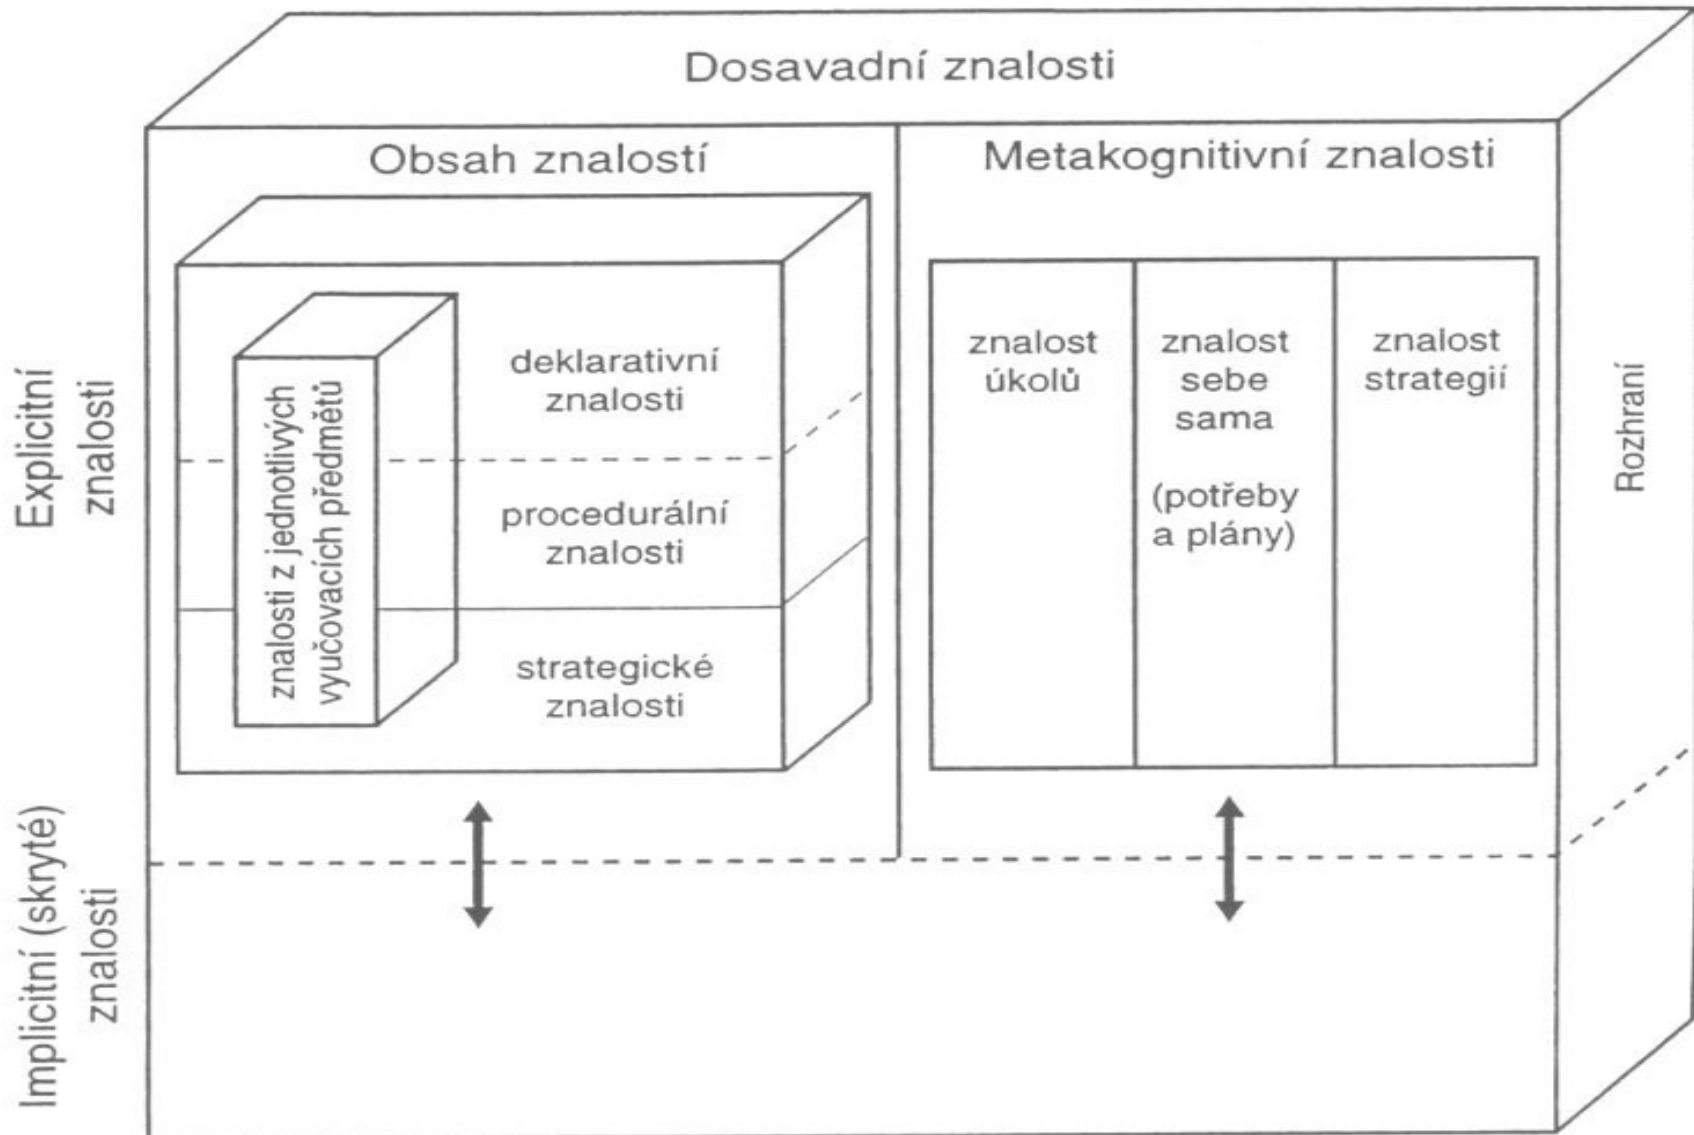 Dosavadní znalosti
Obsah znalostí
Metakognitivní znalosti
Explicitní
znalosti
znalosti z jednotlivých
vyučovacích předmětů
deklarativní
znalosti
procedurální
znalosti
strategické
znalosti
znalost
úkolů
znalost
sebe
sama
(potřeby
a plány)
znalost
strategií
Rozhraní
Implicitní (skryté)
znalosti